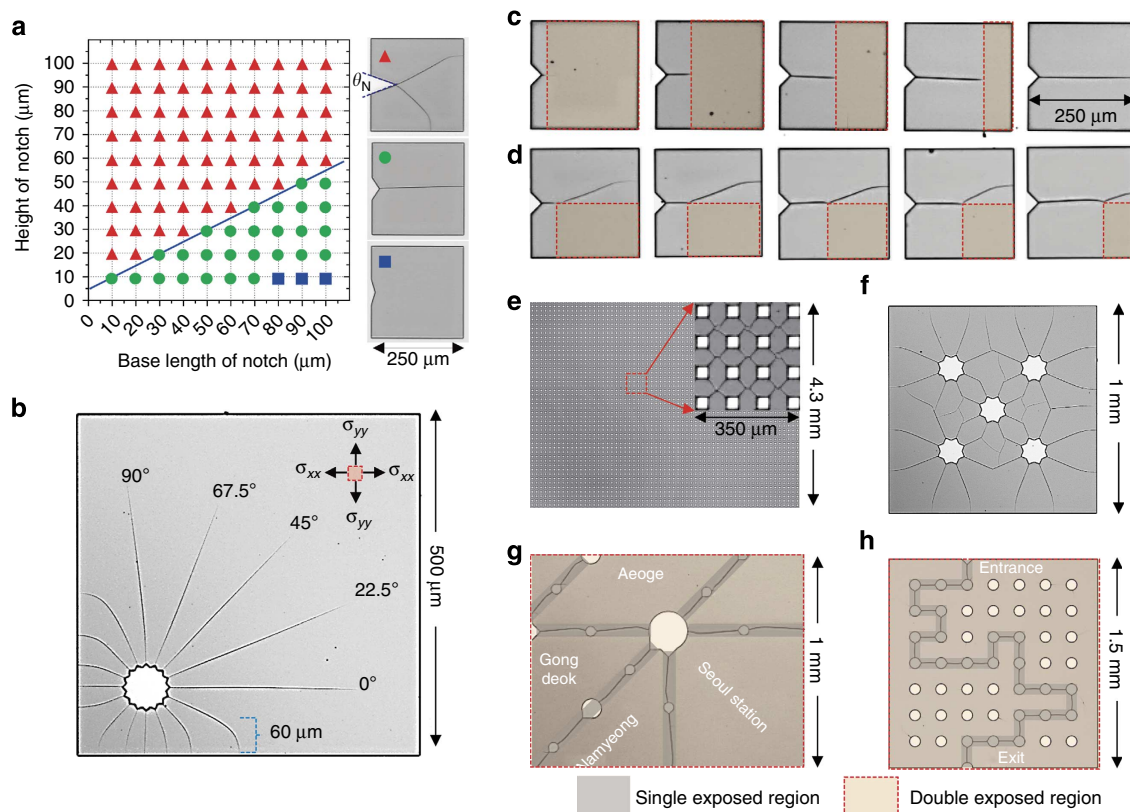 a
Height of notch (μm)
100
90
80
70
60
50
40
30
20
10
0
0 10 20 30 40 50 60 70 80 90 100
Base length of notch (μm)
θN
250 μm
b
σyy
σxx σxx
σyy
90°
67.5°
45°
22.5°
0°
60 μm
500 μm
c
250 μm
d
e
350 μm
4.3 mm
f
1 mm
g
Aeoge
Gong
deok
Namyeong
Seoul station
1 mm
h
Entrance
Exit
1.5 mm
Single exposed region
Double exposed region